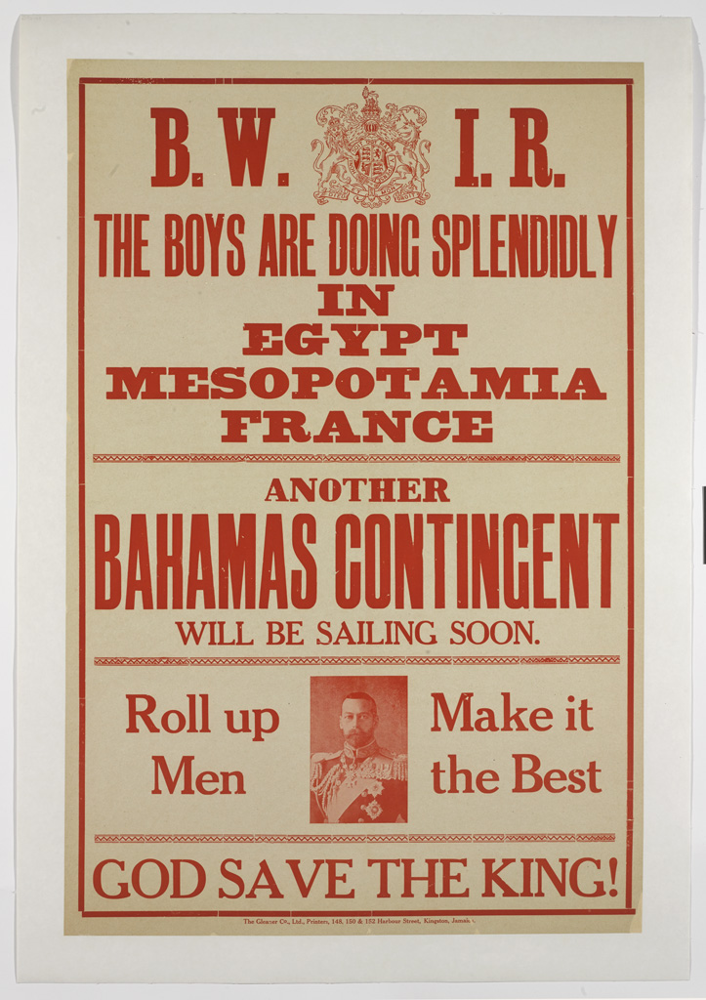 B. W. I. R.
THE BOYS ARE DOING SPLENDIDLY
IN
EGYPT
MESOPOTAMIA
FRANCE
ANOTHER
BAHAMAS CONTINGENT
WILL BE SAILING SOON.
Roll up
Men
Make it
the Best
GOD SAVE THE KING!
The Gleaner Co., Ltd., Printers, 148, 150 & 152 Harbour Street, Kingston, Jamai